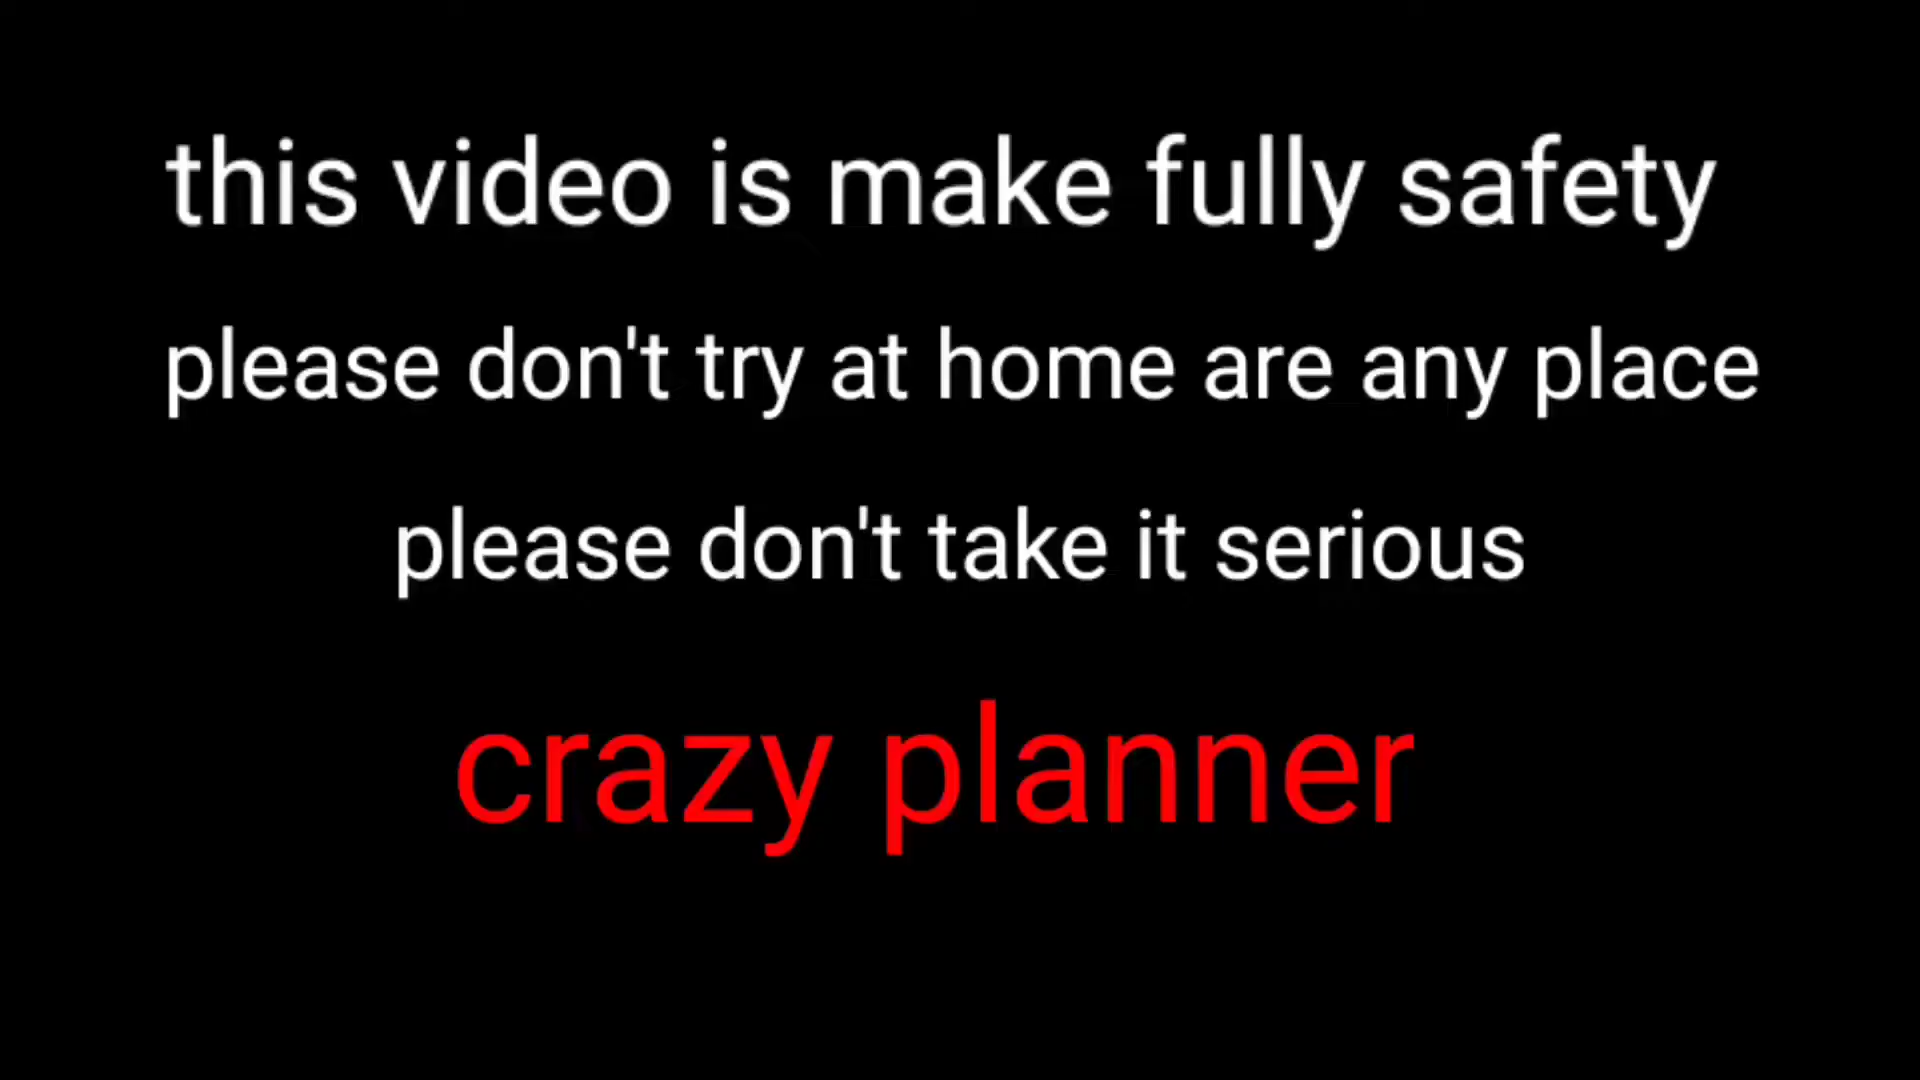 this video is make fully safety
please don't try at home are any place
please don't take it serious
crazy planner